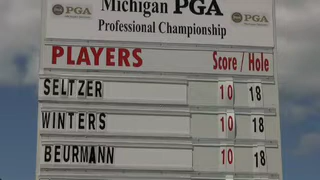 Michigan PGA
Professional Championship
PGA
PGA
PLAYERS Score / Hole
SELTZER 10 18
WINTERS 10 18
BEURMANN 10 18